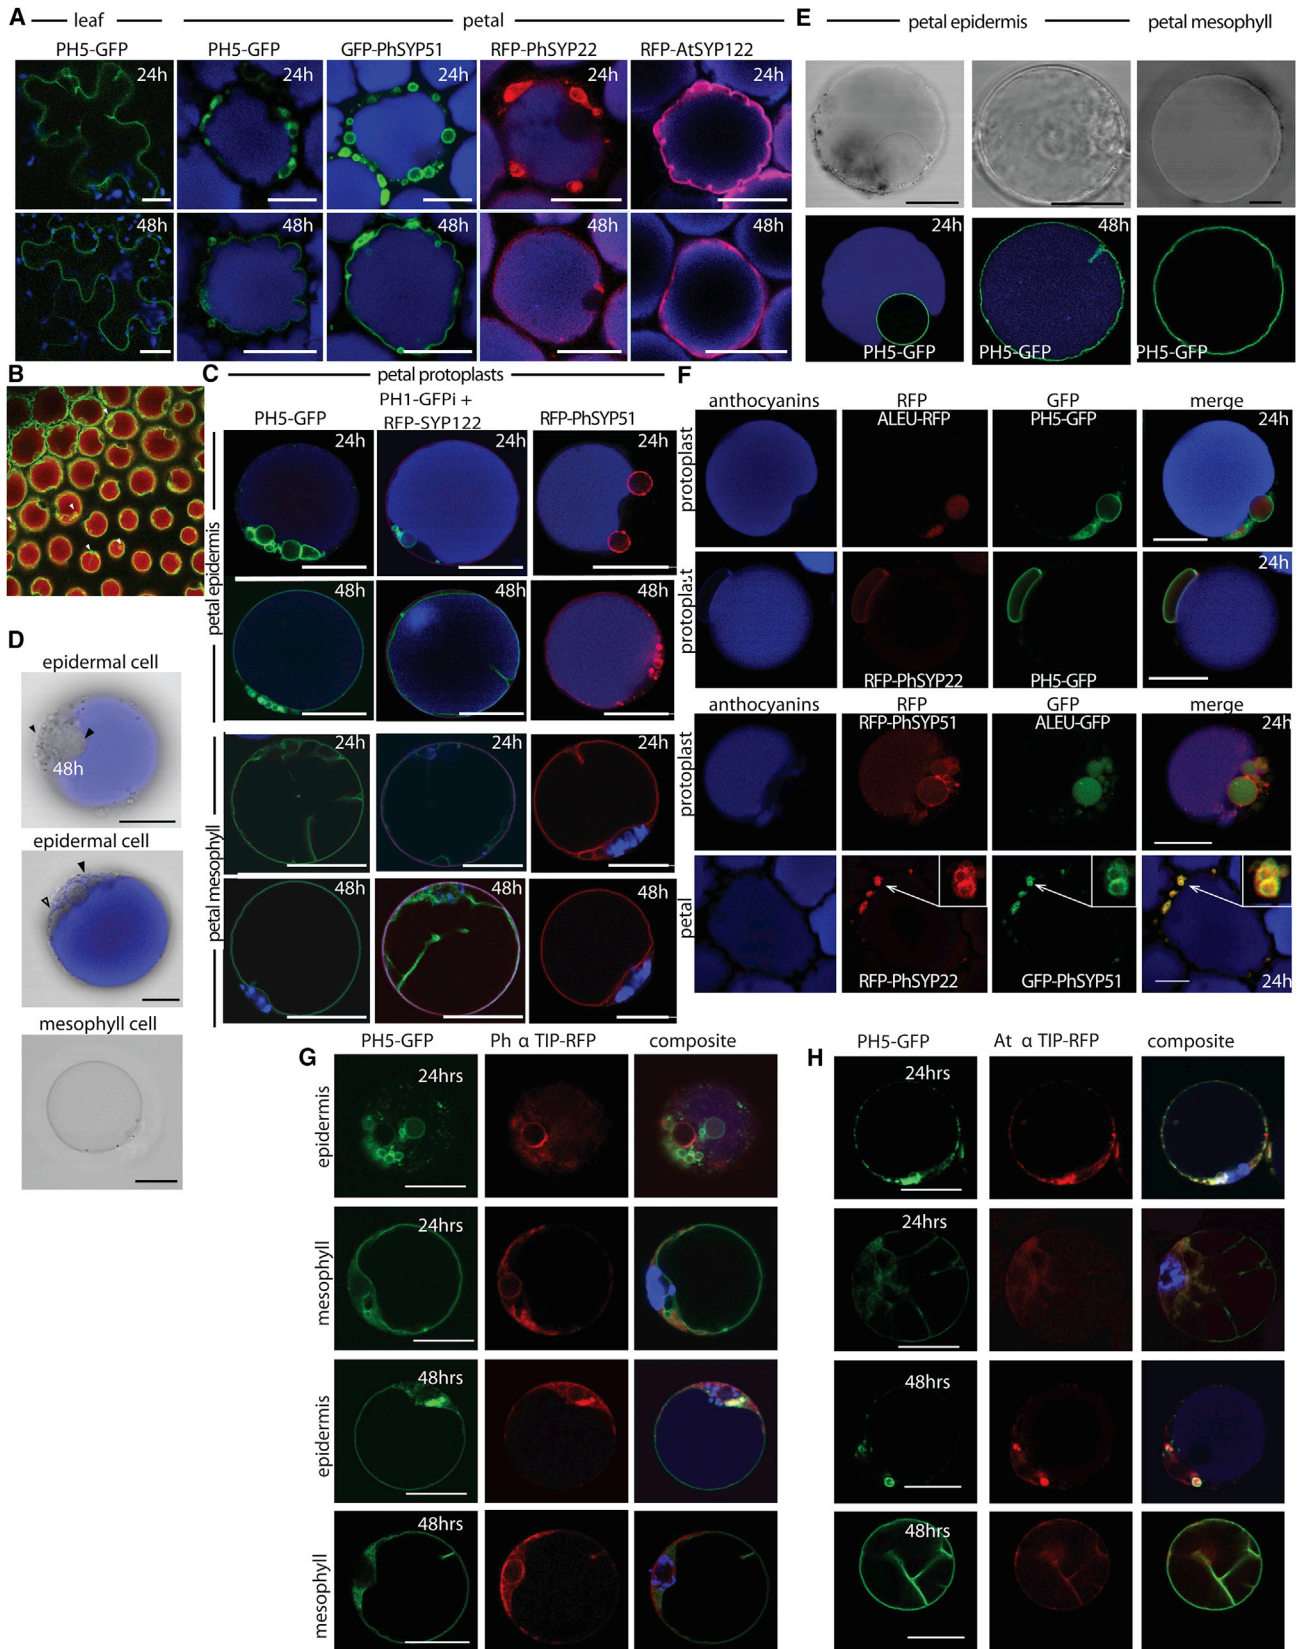 A
leaf
petal
PH5-GFP
PH5-GFP
GFP-PhSYP51
RFP-PhSYP22
RFP-AtSYP122
24h
24h
24h
24h
24h
48h
48h
48h
48h
48h
E
petal epidermis
petal mesophyll
24h
48h
PH5-GFP
PH5-GFP
PH5-GFP
B
C
petal protoplasts
PH5-GFP
PH1-GFPi +
RFP-SYP122
RFP-PhSYP51
petal epidermis
24h
24h
24h
48h
48h
48h
petal mesophyll
24h
24h
24h
48h
48h
48h
D
epidermal cell
48h
epidermal cell
mesophyll cell
F
anthocyanins
RFP
GFP
merge
protoplast
ALEU-RFP
PH5-GFP
24h
protoplast
24h
RFP-PhSYP22
PH5-GFP
anthocyanins
RFP
GFP
merge
protoplast
RFP-PhSYP51
ALEU-GFP
24h
petal
RFP-PhSYP22
GFP-PhSYP51
24h
G
PH5-GFP
Ph α TIP-RFP
composite
epidermis
24hrs
mesophyll
24hrs
epidermis
48hrs
mesophyll
48hrs
H
PH5-GFP
At α TIP-RFP
composite
24hrs
24hrs
48hrs
48hrs